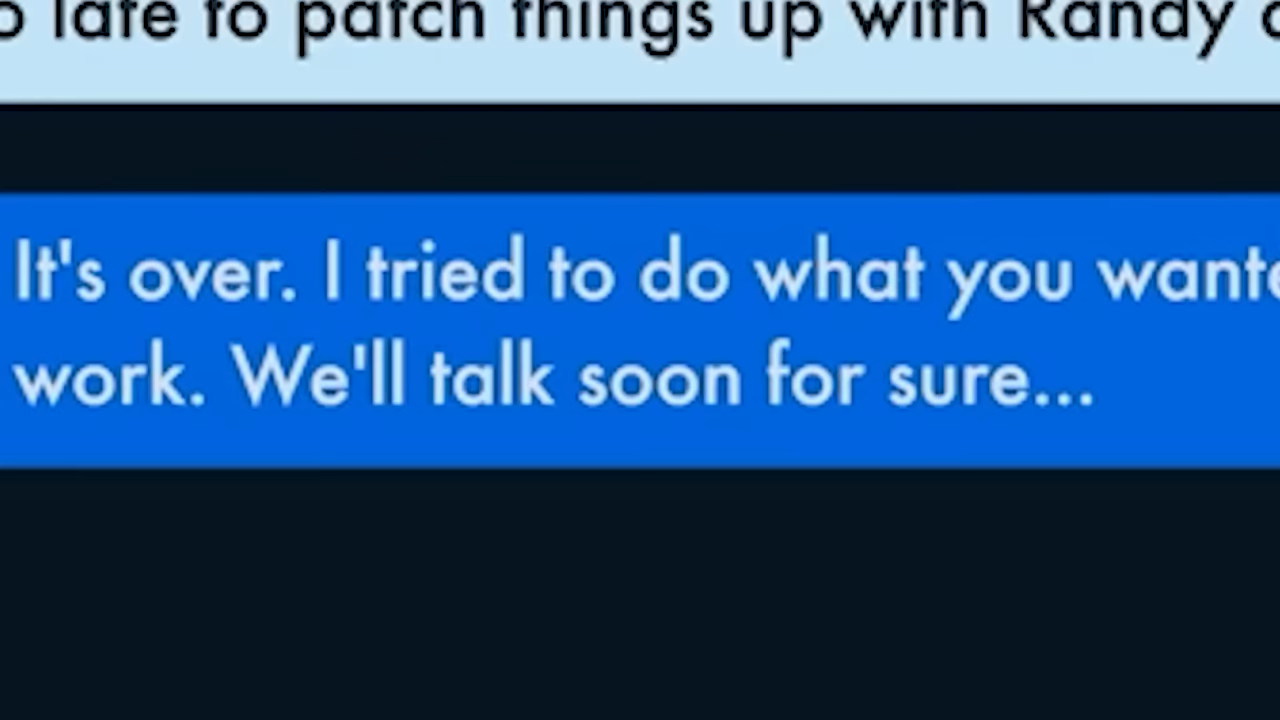 late to patch things up with Randy
It's over. I tried to do what you
work. We'll talk soon for sure...